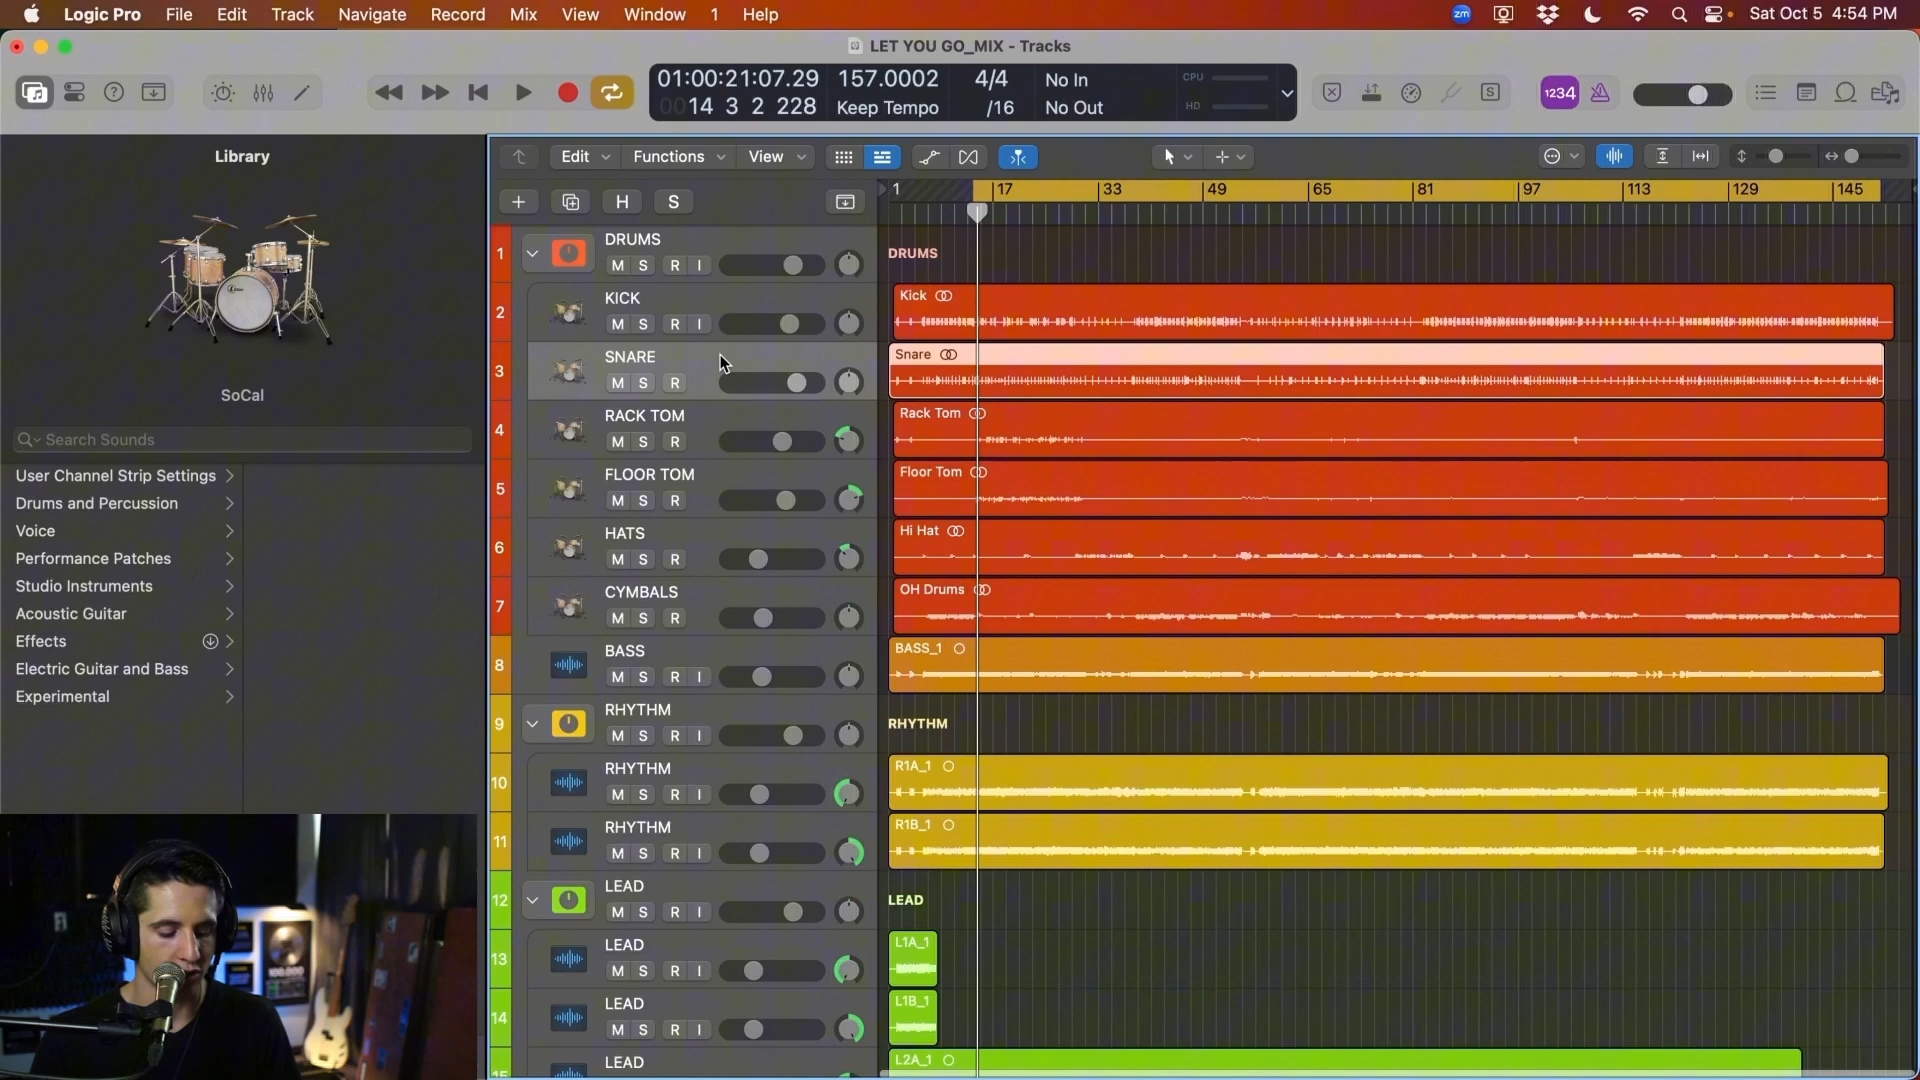 Logic Pro File Edit Track Navigate Record Mix View Window 1 Help
zm Sat Oct 5 4:54 PM
LET YOU GO_MIX - Tracks
01:00:21:07.29 157.0002 4/4 No In CPU
0014 3 2 228 Keep Tempo /16 No Out HD
S 1234
Library
SoCal
Search Sounds
User Channel Strip Settings
Drums and Percussion
Voice
Performance Patches
Studio Instruments
Acoustic Guitar
Effects
Electric Guitar and Bass
Experimental
Edit Functions View
H S
1 17 33 49 65 81 97 113 129 145
1 DRUMS
M S R I
DRUMS
2 KICK
M S R I
Kick
3 SNARE
M S R
Snare
4 RACK TOM
M S R
Rack Tom
5 FLOOR TOM
M S R
Floor Tom
6 HATS
M S R
Hi Hat
7 CYMBALS
M S R
OH Drums
8 BASS
M S R I
BASS_1
9 RHYTHM
M S R I
RHYTHM
10 RHYTHM
M S R I
R1A_1
11 RHYTHM
M S R I
R1B_1
12 LEAD
M S R I
LEAD
13 LEAD
M S R I
L1A_1
14 LEAD
M S R I
L1B_1
15 LEAD
L2A_1
100.000